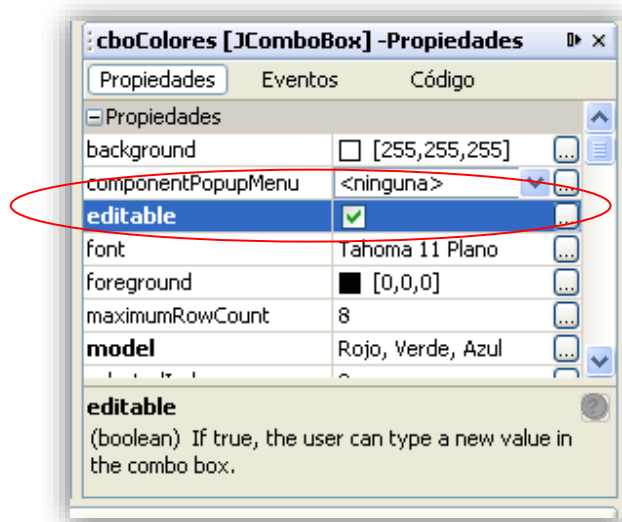 cboColores [JComboBox] -Propiedades
Propiedades Eventos Código
Propiedades
background [255,255,255] ...
componentPopupMenu <ninguna> ...
editable ...
font Tahoma 11 Plano ...
foreground [0,0,0] ...
maximumRowCount 8 ...
model Rojo, Verde, Azul ...
editable
(boolean) If true, the user can type a new value in
the combo box.